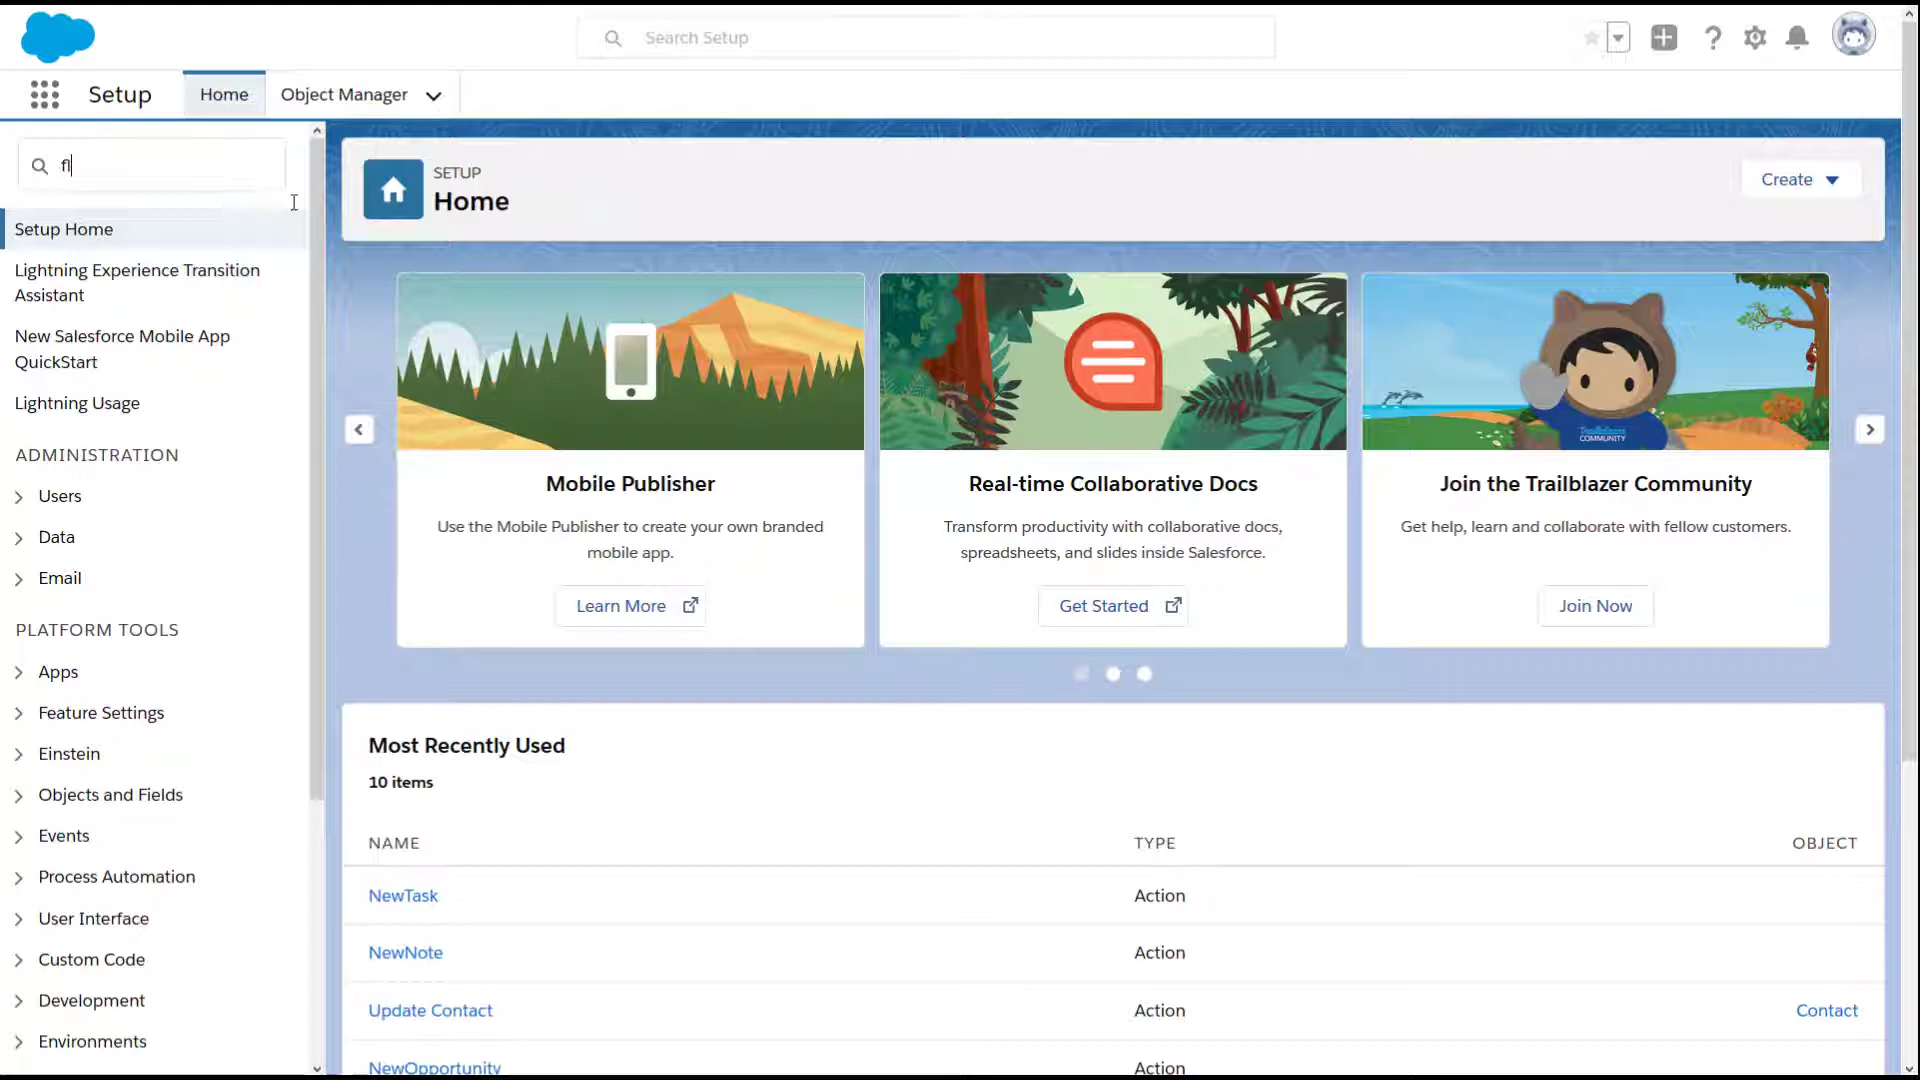 Search Setup
Setup
Home
Object Manager
fl
Setup Home
Lightning Experience Transition
Assistant
New Salesforce Mobile App
QuickStart
Lightning Usage
ADMINISTRATION
Users
Data
Email
PLATFORM TOOLS
Apps
Feature Settings
Einstein
Objects and Fields
Events
Process Automation
User Interface
Custom Code
Development
Environments
SETUP
Home
Create
Mobile Publisher
Use the Mobile Publisher to create your own branded
mobile app.
Learn More
Real-time Collaborative Docs
Transform productivity with collaborative docs,
spreadsheets, and slides inside Salesforce.
Get Started
Trailblazer
COMMUNITY
Join the Trailblazer Community
Get help, learn and collaborate with fellow customers.
Join Now
Most Recently Used
10 items
NAME TYPE OBJECT
NewTask Action
NewNote Action
Update Contact Action Contact
NewOpportunity Action